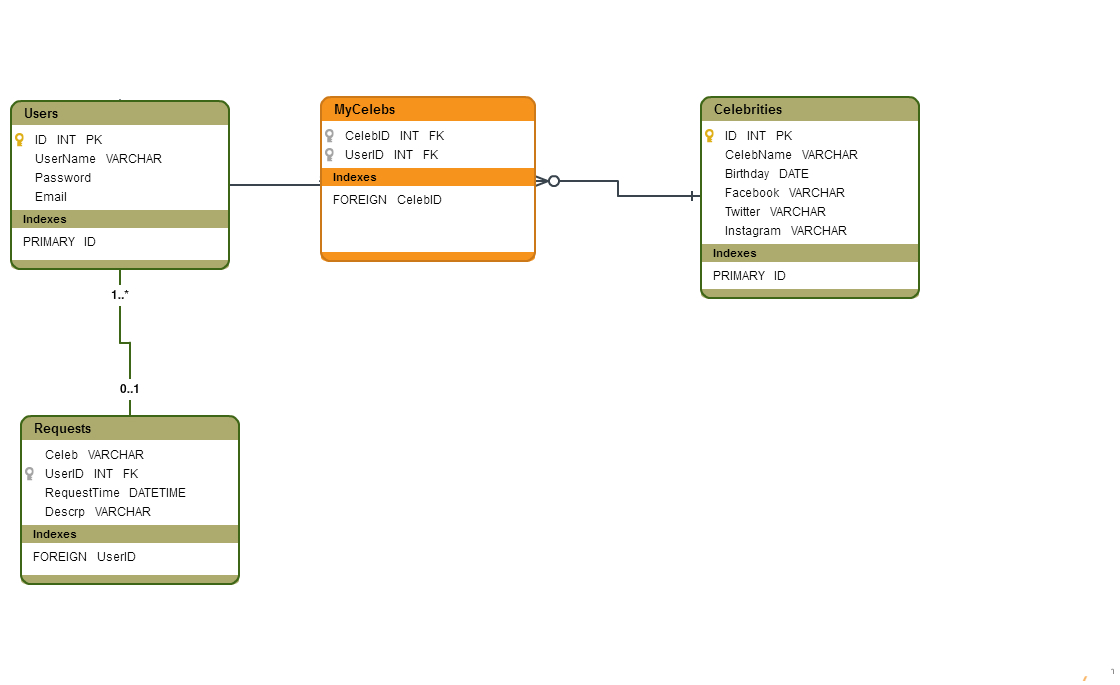 Users
ID INT PK
UserName VARCHAR
Password
Email
Indexes
PRIMARY ID
MyCelebs
CelebID INT FK
UserID INT FK
Indexes
FOREIGN CelebID
Celebrities
ID INT PK
CelebName VARCHAR
Birthday DATE
Facebook VARCHAR
Twitter VARCHAR
Instagram VARCHAR
Indexes
PRIMARY ID
1..*
0..1
Requests
Celeb VARCHAR
UserID INT FK
RequestTime DATETIME
Descrp VARCHAR
Indexes
FOREIGN UserID